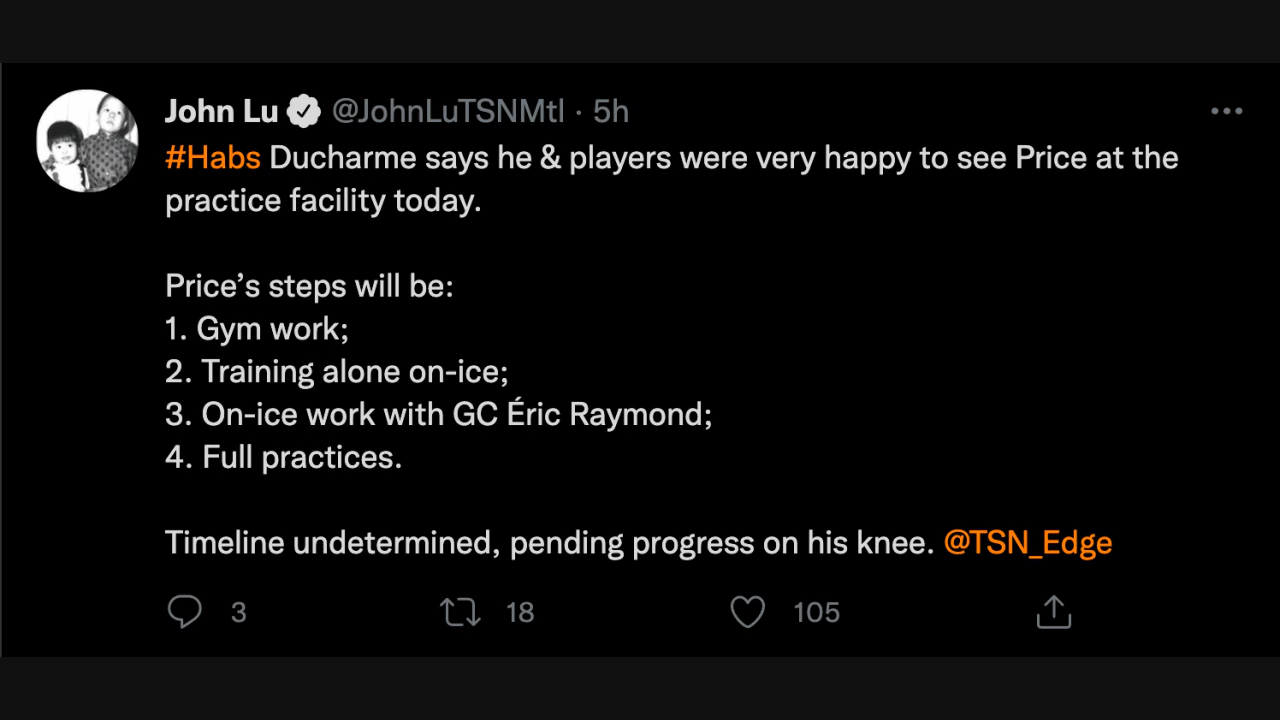 John Lu @JohnLuTSNMtl · 5h
#Habs Ducharme says he & players were very happy to see Price at the
practice facility today.
Price’s steps will be:
1. Gym work;
2. Training alone on-ice;
3. On-ice work with GC Éric Raymond;
4. Full practices.
Timeline undetermined, pending progress on his knee. @TSN_Edge
3 18 105